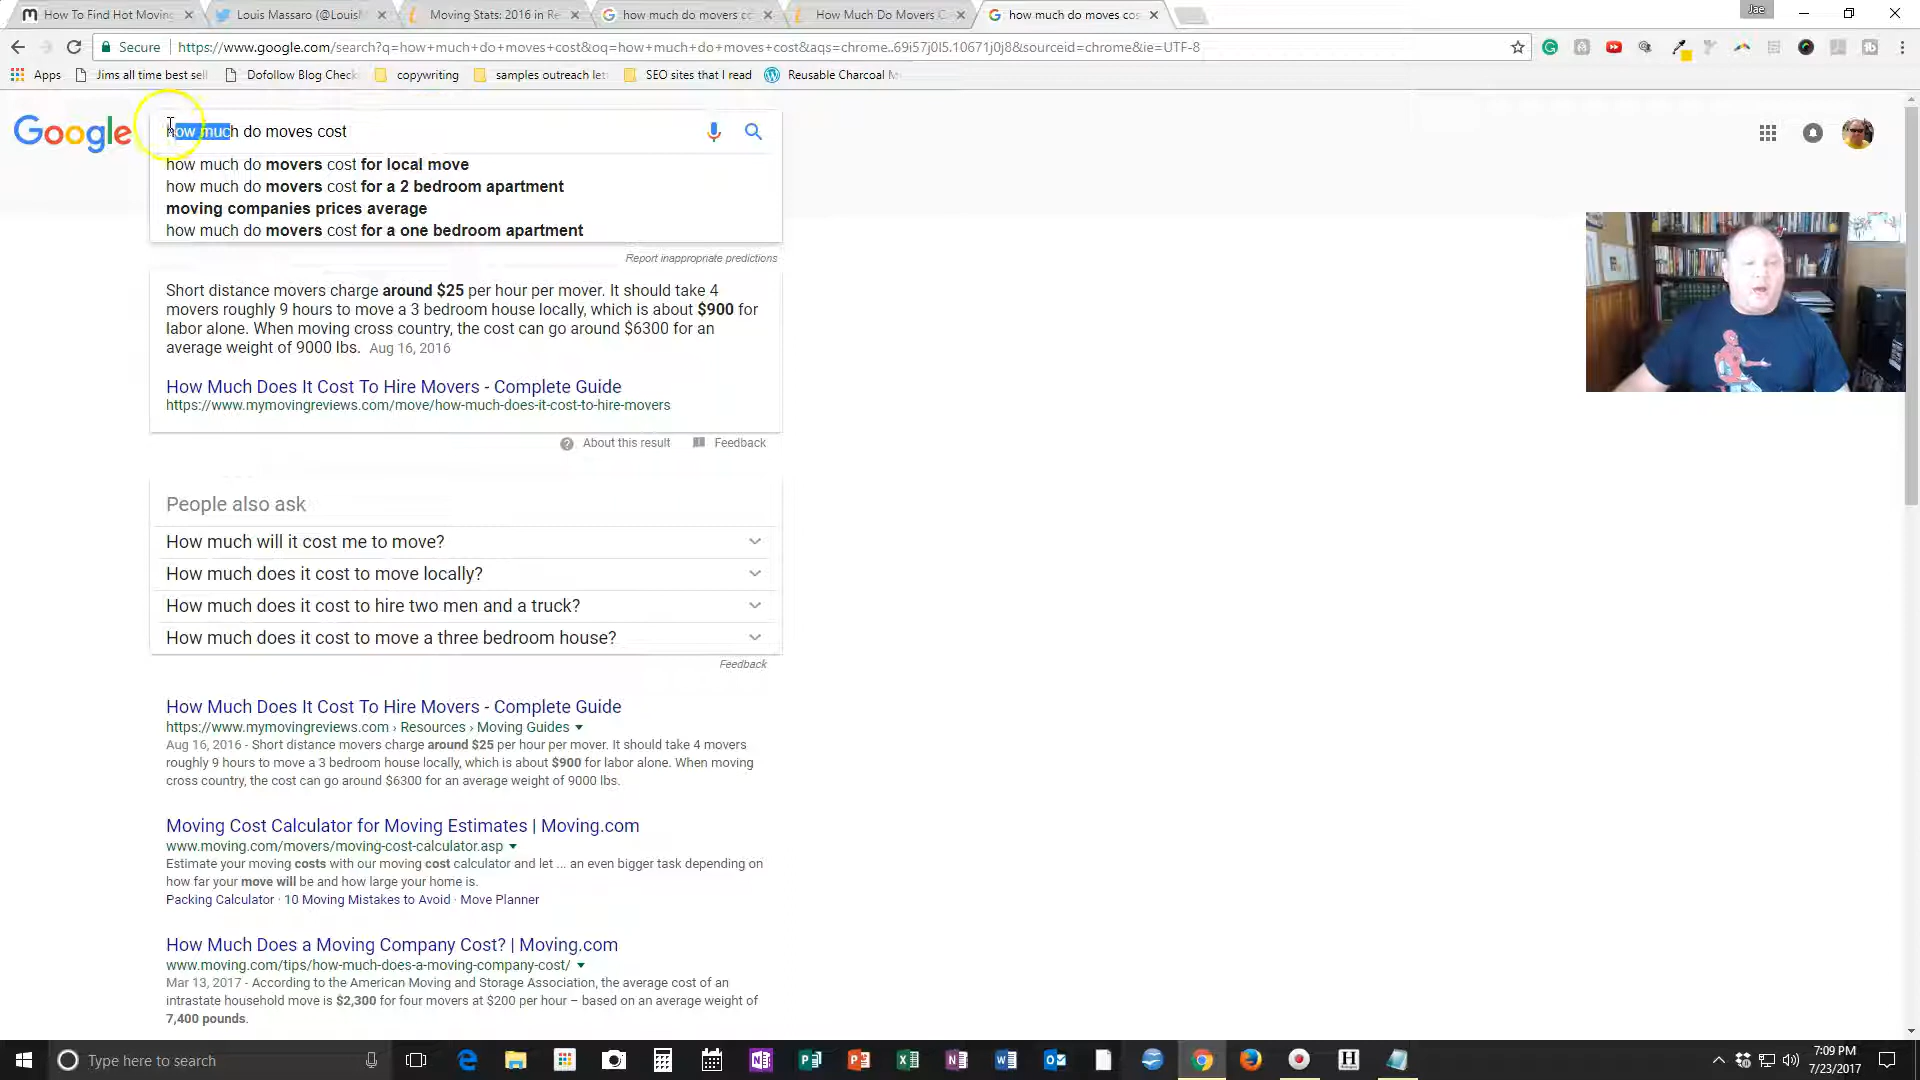 How To Find Hot Moving
Louis Massaro (@Louis
Moving Stats: 2016 in Re
how much do movers co
How Much Do Movers C
how much do moves cos
Jae
Secure
https://www.google.com/search?q=how+much+do+moves+cost&oq=how+much+do+moves+cost&aqs=chrome..69i57j0l5.10671j0j8&sourceid=chrome&ie=UTF-8
Apps
Jims all time best sell
Dofollow Blog Check
copywriting
samples outreach let
SEO sites that I read
Reusable Charcoal M
Google
how much do moves cost
how much do movers cost for local move
how much do movers cost for a 2 bedroom apartment
moving companies prices average
how much do movers cost for a one bedroom apartment
Report inappropriate predictions
Short distance movers charge around $25 per hour per mover. It should take 4
movers roughly 9 hours to move a 3 bedroom house locally, which is about $900 for
labor alone. When moving cross country, the cost can go around $6300 for an
average weight of 9000 lbs. Aug 16, 2016
How Much Does It Cost To Hire Movers - Complete Guide
https://www.mymovingreviews.com/move/how-much-does-it-cost-to-hire-movers
About this result
Feedback
People also ask
How much will it cost me to move?
How much does it cost to move locally?
How much does it cost to hire two men and a truck?
How much does it cost to move a three bedroom house?
Feedback
How Much Does It Cost To Hire Movers - Complete Guide
https://www.mymovingreviews.com › Resources › Moving Guides
Aug 16, 2016 - Short distance movers charge around $25 per hour per mover. It should take 4 movers
roughly 9 hours to move a 3 bedroom house locally, which is about $900 for labor alone. When moving
cross country, the cost can go around $6300 for an average weight of 9000 lbs.
Moving Cost Calculator for Moving Estimates | Moving.com
www.moving.com/movers/moving-cost-calculator.asp
Estimate your moving costs with our moving cost calculator and let ... an even bigger task depending on
how far your move will be and how large your home is.
Packing Calculator · 10 Moving Mistakes to Avoid · Move Planner
How Much Does a Moving Company Cost? | Moving.com
www.moving.com/tips/how-much-does-a-moving-company-cost/
Mar 13, 2017 - According to the American Moving and Storage Association, the average cost of an
intrastate household move is $2,300 for four movers at $200 per hour – based on an average weight of
7,400 pounds.
Type here to search
7:09 PM
7/23/2017